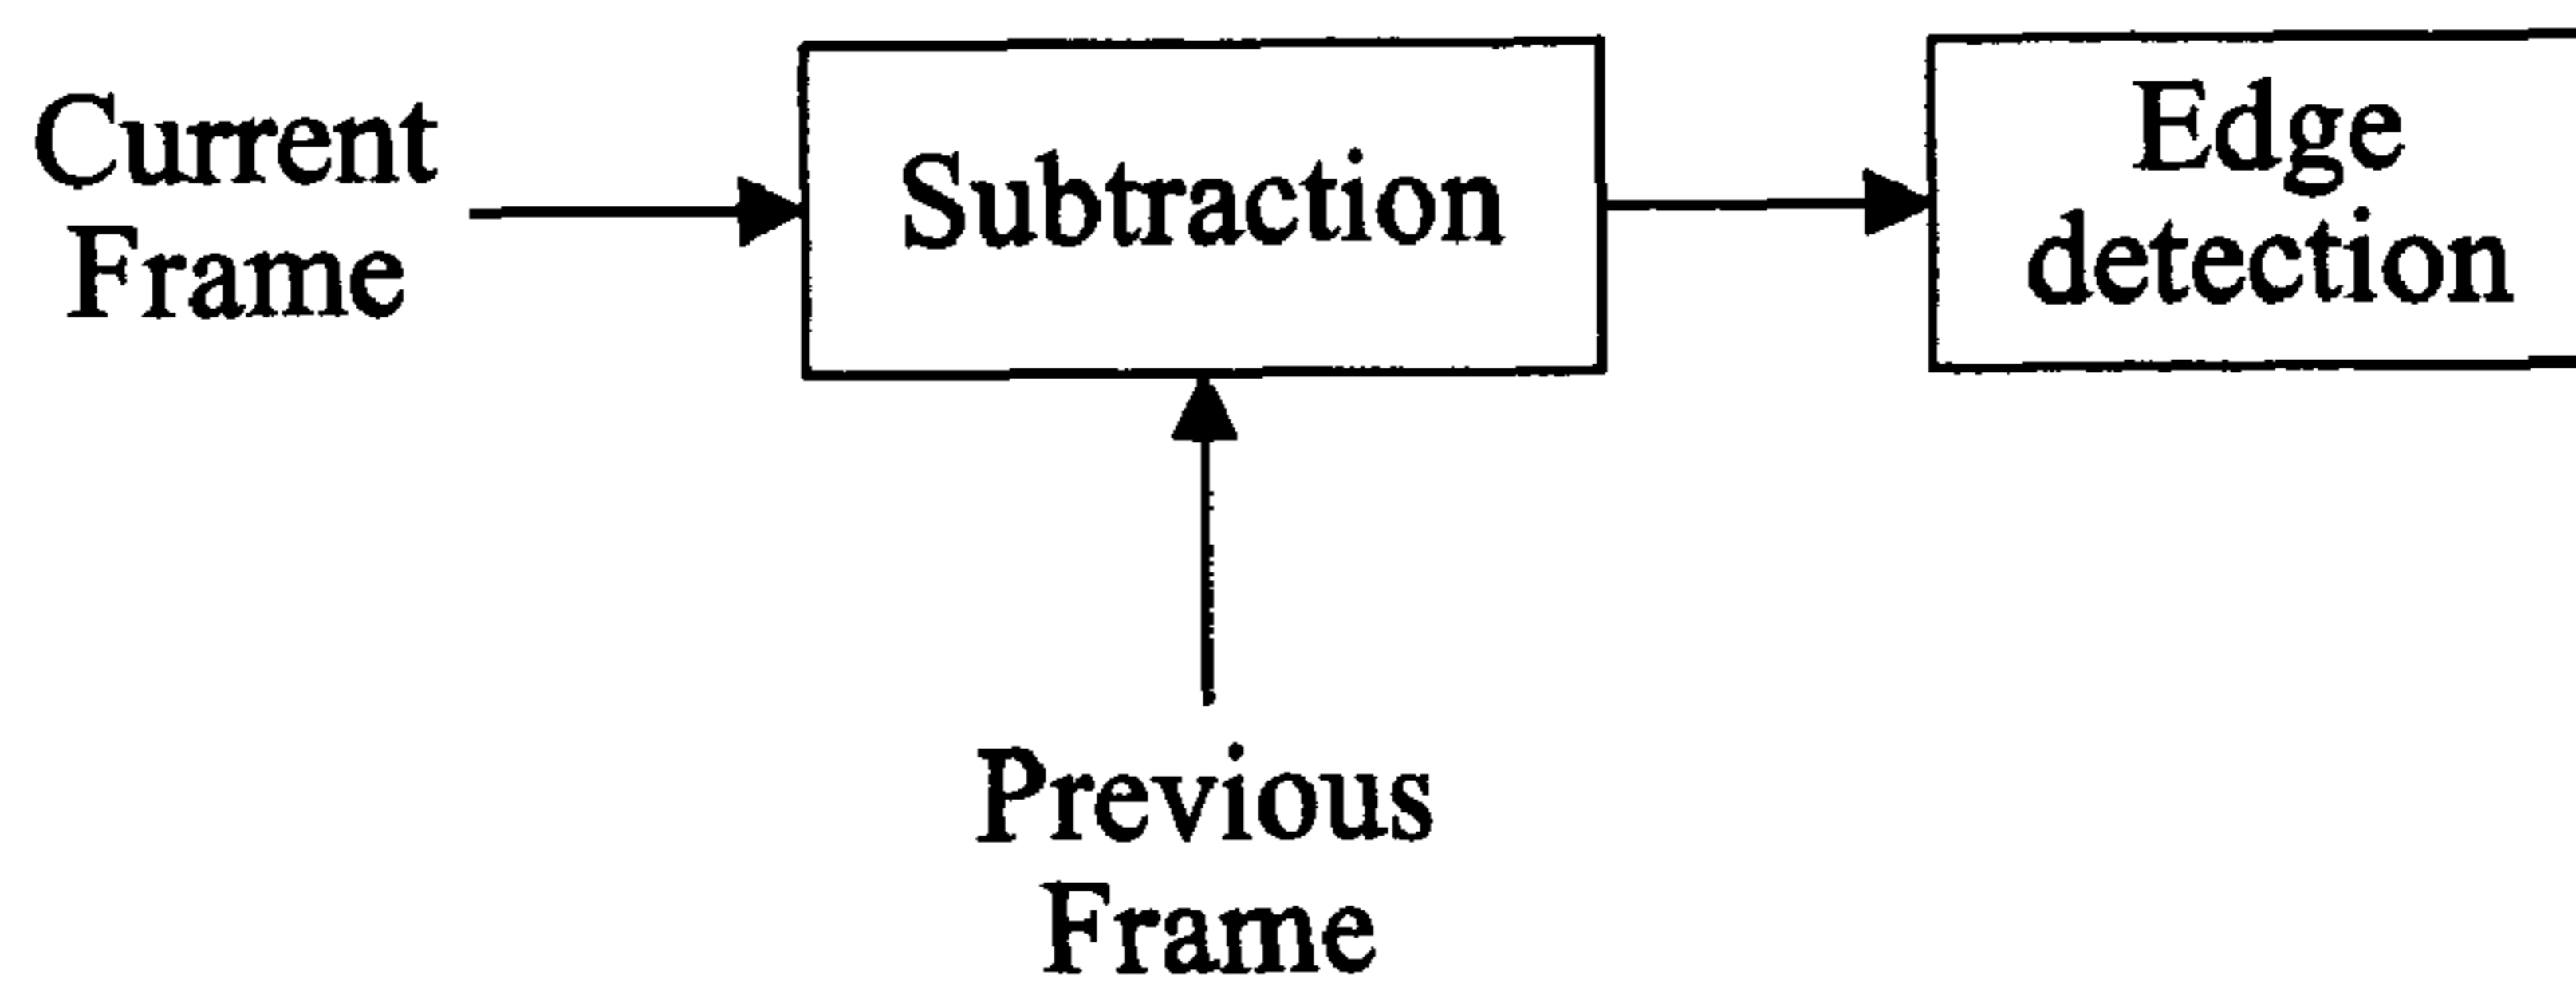 Current
Frame
Subtraction
Edge
detection
Previous
Frame